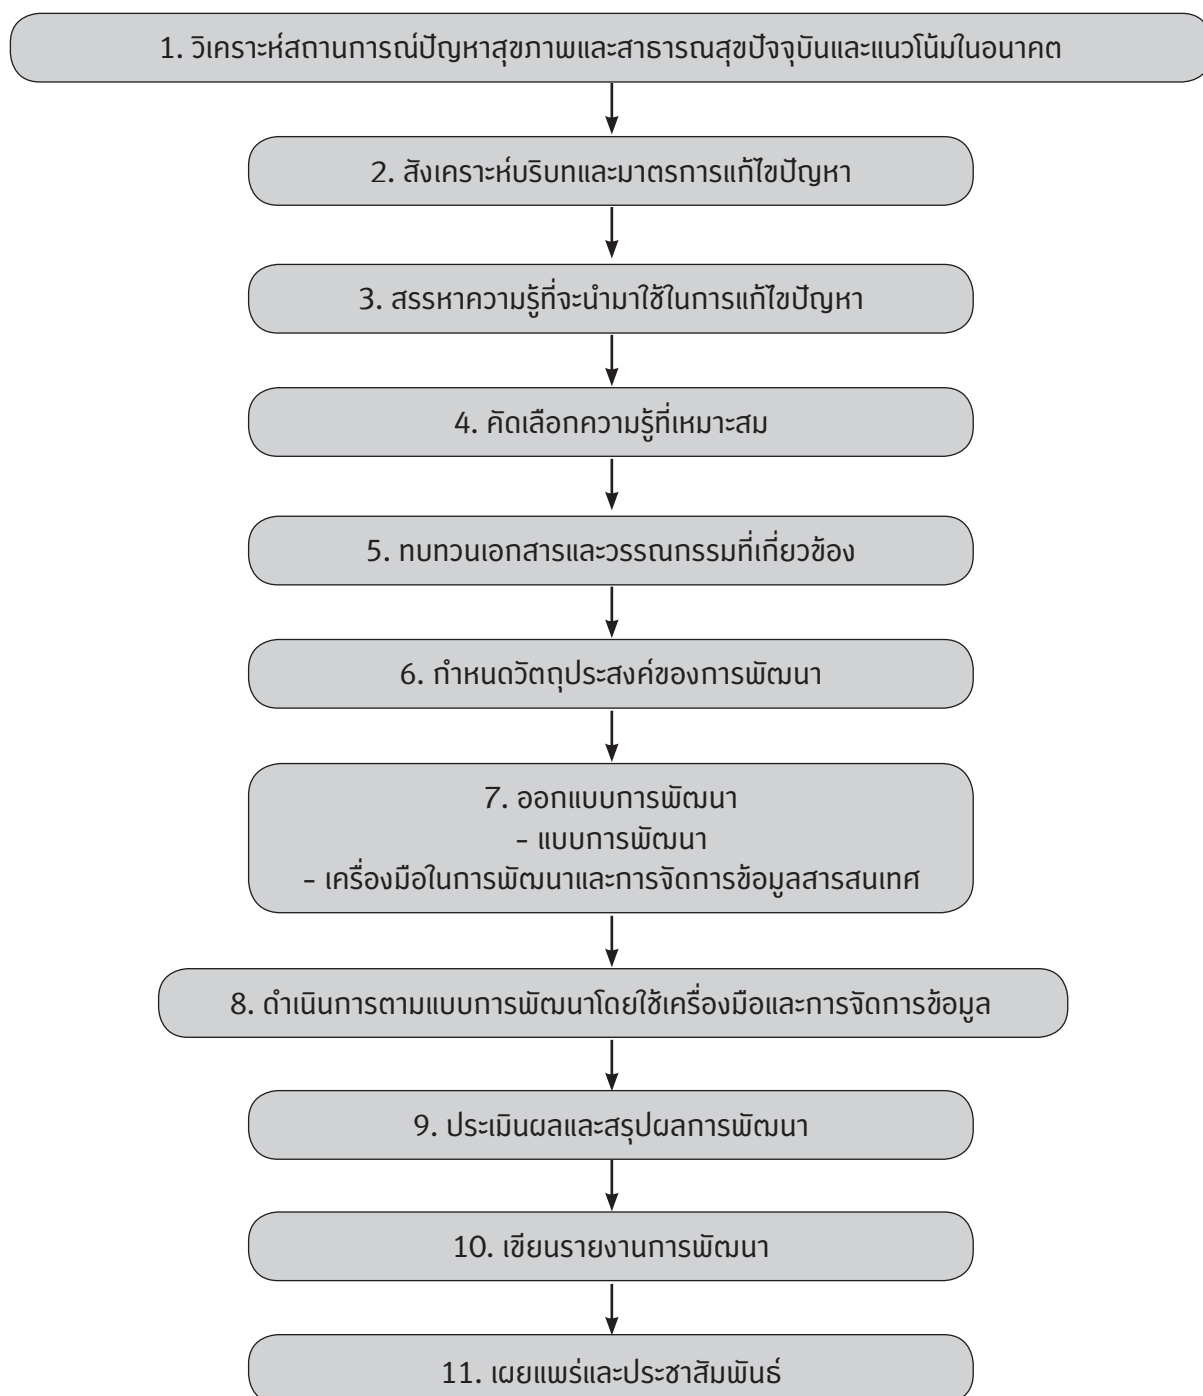 1. วิเคราะห์สถานการณ์ปัญหาสุขภาพและสาธารณสุขปัจจุบันและแนวโน้มในอนาคต
2. สังเคราะห์บริบทและมาตรการแก้ไขปัญหา
3. สรรหาความรู้ที่จะนำมาใช้ในการแก้ไขปัญหา
4. คัดเลือกความรู้ที่เหมาะสม
5. ทบทวนเอกสารและวรรณกรรมที่เกี่ยวข้อง
6. กำหนดวัตถุประสงค์ของการพัฒนา
7. ออกแบบการพัฒนา
- แบบการพัฒนา
- เครื่องมือในการพัฒนาและการจัดการข้อมูลสารสนเทศ
8. ดำเนินการตามแบบการพัฒนาโดยใช้เครื่องมือและการจัดการข้อมูล
9. ประเมินผลและสรุปผลการพัฒนา
10. เขียนรายงานการพัฒนา
11. เผยแพร่และประชาสัมพันธ์